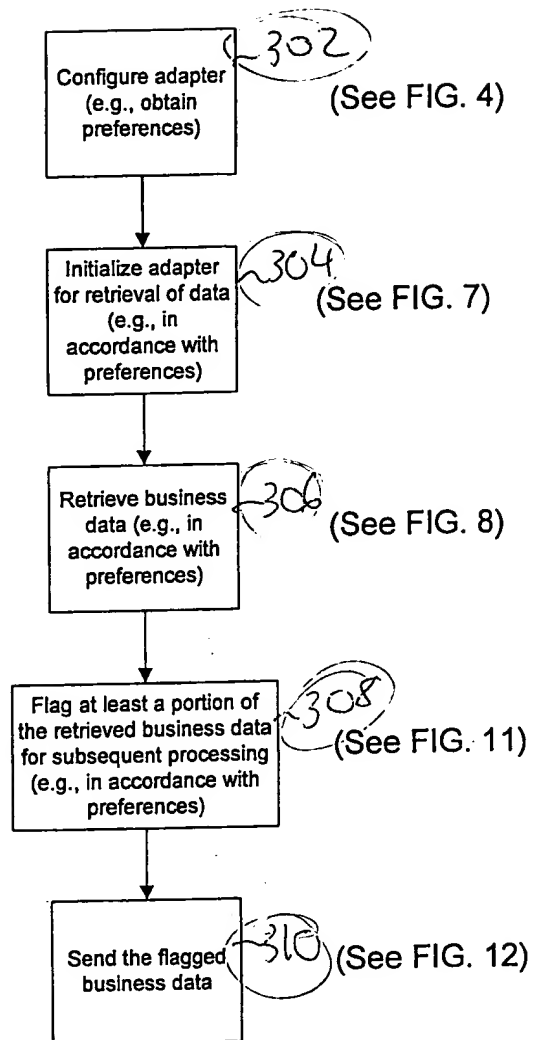 Configure adapter
(e.g., obtain
preferences)
~302
(See FIG. 4)
Initialize adapter
for retrieval of data
(e.g., in
accordance with
preferences)
~304
(See FIG. 7)
Retrieve business
data (e.g., in
accordance with
preferences)
~306
(See FIG. 8)
Flag at least a portion of
the retrieved business data
for subsequent processing
(e.g., in accordance with
preferences)
~308
(See FIG. 11)
Send the flagged
business data
~310
(See FIG. 12)